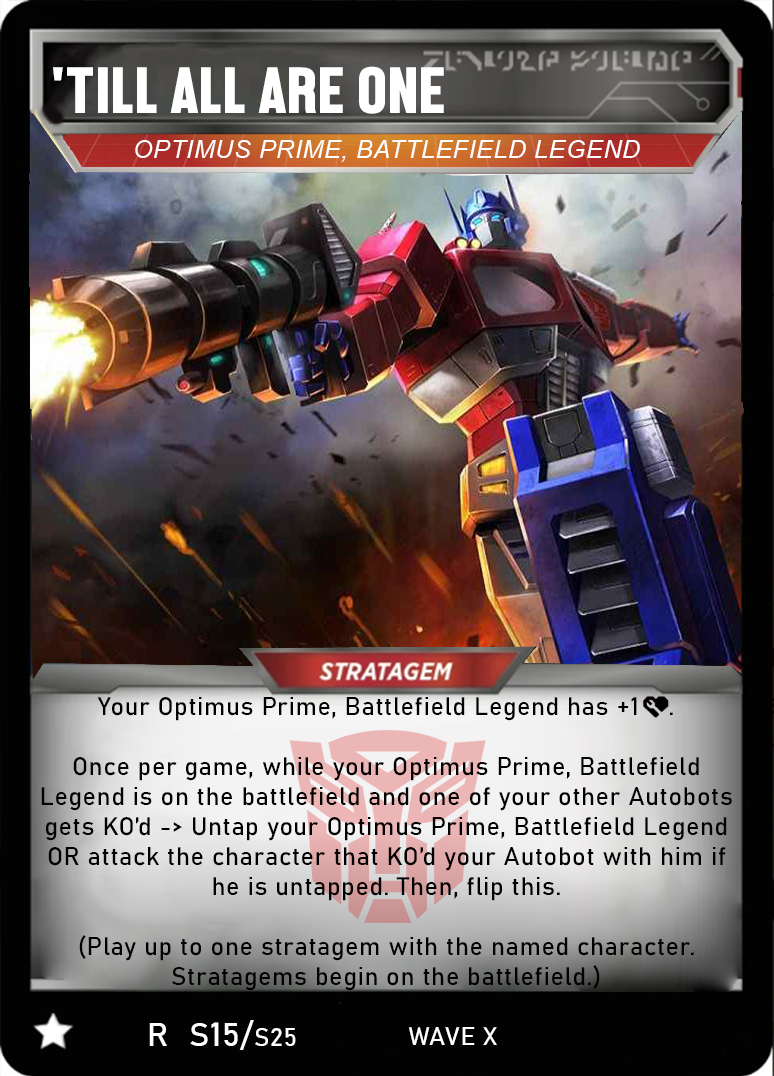 'TILL ALL ARE ONE
OPTIMUS PRIME, BATTLEFIELD LEGEND
STRATAGEM
Your Optimus Prime, Battlefield Legend has +1.
Once per game, while your Optimus Prime, Battlefield
Legend is on the battlefield and one of your other Autobots
gets KO'd -> Untap your Optimus Prime, Battlefield Legend
OR attack the character that KO'd your Autobot with him if
he is untapped. Then, flip this.
(Play up to one stratagem with the named character.
Stratagems begin on the battlefield.)
R S15/S25 WAVE X